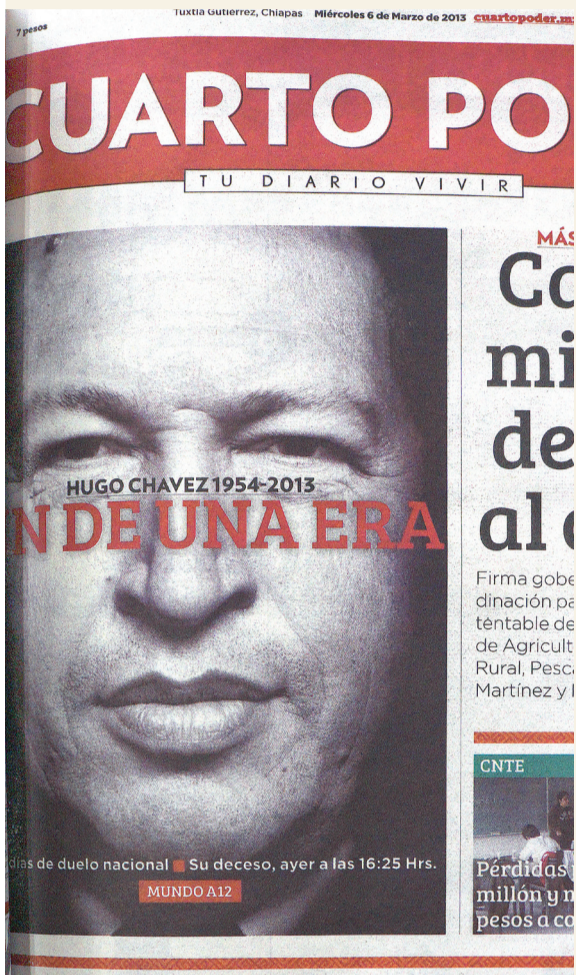 7 pesos
Tuxtla Gutiérrez, Chiapas Miércoles 6 de Marzo de 2013 cuartopoder.m
CUARTO PO
TU DIARIO VIVIR
HUGO CHAVEZ 1954-2013
N DE UNA ERA
días de duelo nacional ■ Su deceso, ayer a las 16:25 Hrs.
MUNDO A12
MÁS
Co
mi
de
al
Firma gobe
dinación pa
tentable de
de Agricult
Rural, Pesc
Martínez y
CNTE
Pérdidas
millón y m
pesos a co